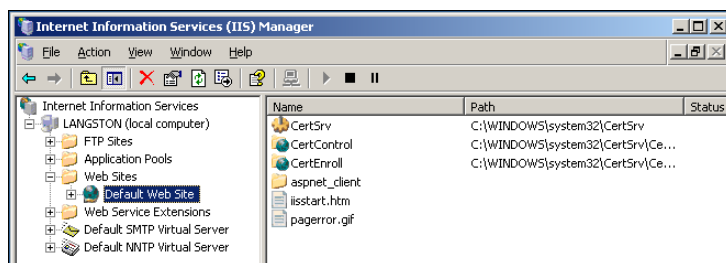 Internet Information Services (IIS) Manager
File Action View Window Help
Internet Information Services
LANGSTON (local computer)
FTP Sites
Application Pools
Web Sites
Default Web Site
Web Service Extensions
Default SMTP Virtual Server
Default NNTP Virtual Server
Name Path Status
CertSrv C:\WINDOWS\system32\CertSrv
CertControl C:\WINDOWS\system32\CertSrv\Ce...
CertEnroll C:\WINDOWS\system32\CertSrv\Ce...
aspnet_client
iisstart.htm
pagerror.gif